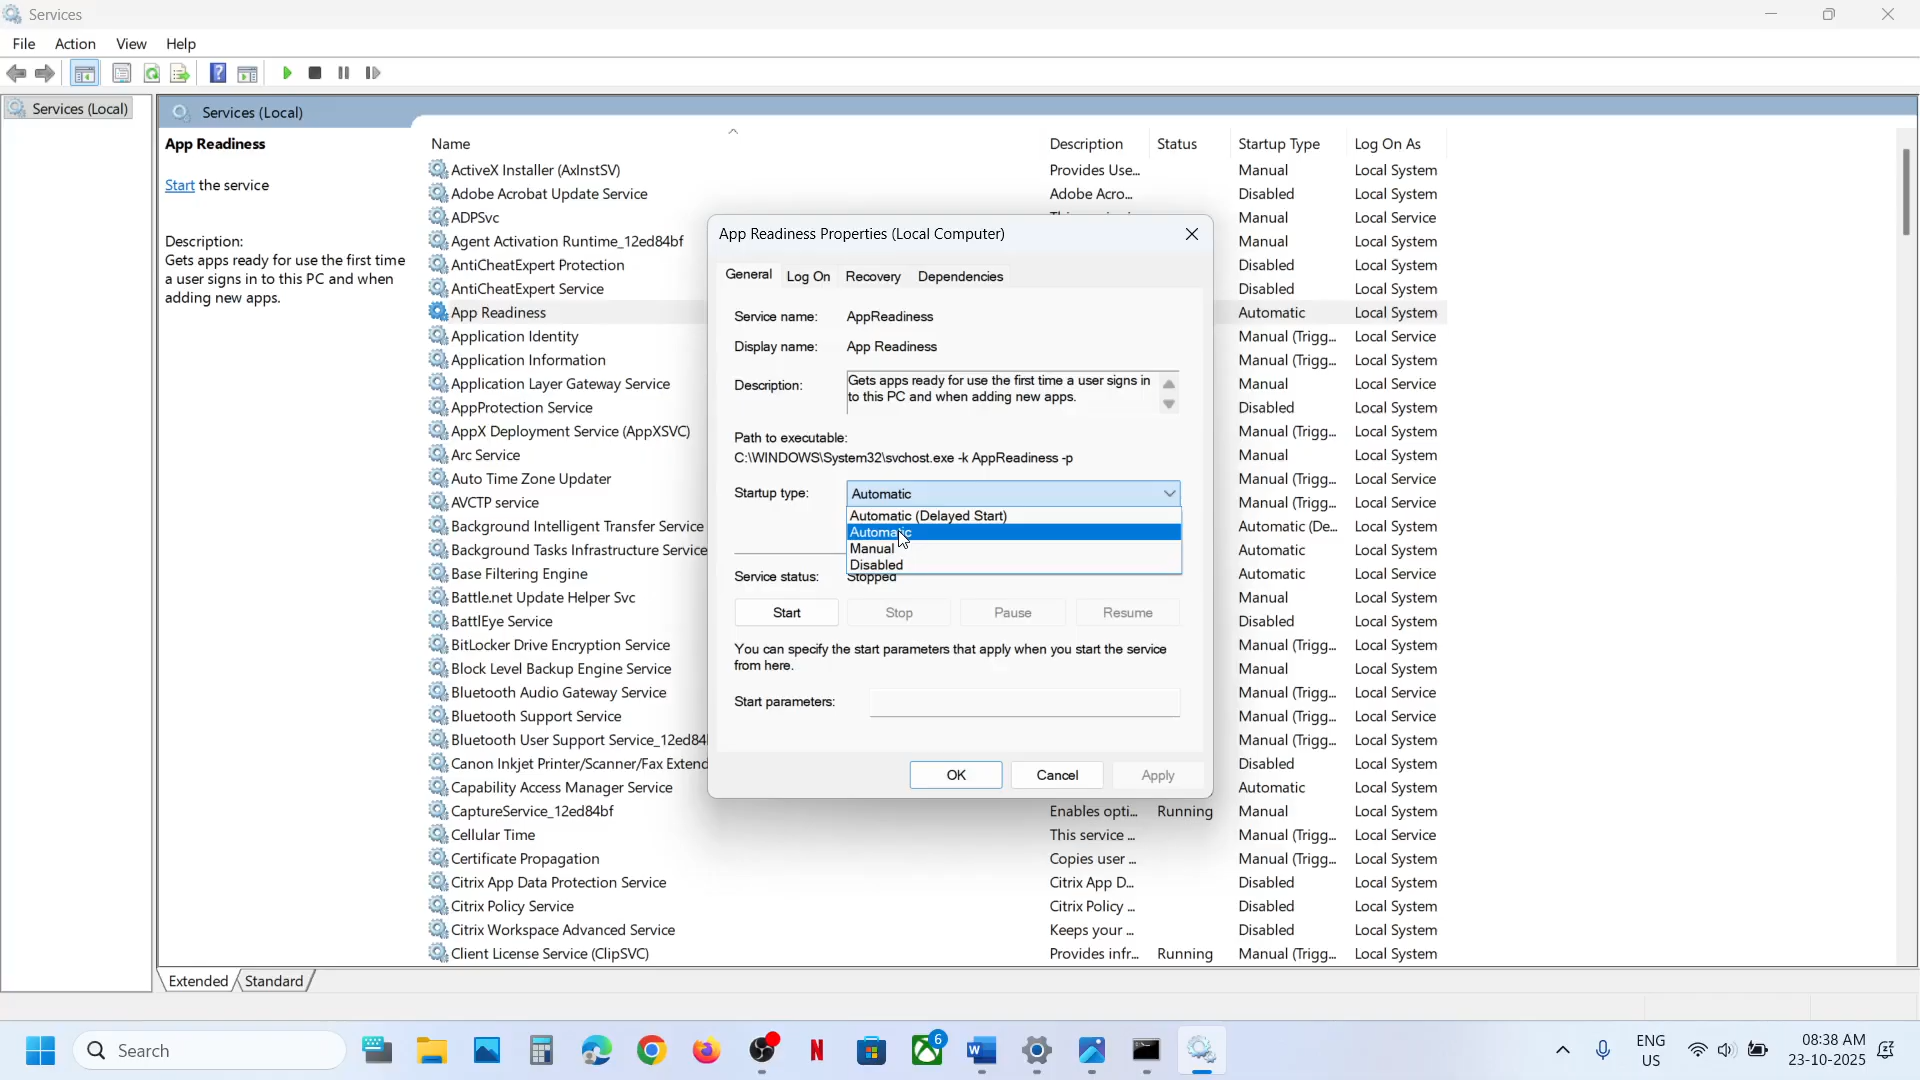 Services
File Action View Help
Services (Local)
Services (Local)
App Readiness
Start the service
Description:
Gets apps ready for use the first time
a user signs in to this PC and when
adding new apps.
Name Description Status Startup Type Log On As
ActiveX Installer (AxInstSV) Provides Use... Manual Local System
Adobe Acrobat Update Service Adobe Acro... Disabled Local System
ADPSvc Manual Local Service
Agent Activation Runtime_12ed84bf Manual Local System
AntiCheatExpert Protection Disabled Local System
AntiCheatExpert Service Disabled Local System
App Readiness Automatic Local System
Application Identity Manual (Trigg... Local Service
Application Information Manual (Trigg... Local System
Application Layer Gateway Service Manual Local Service
AppProtection Service Disabled Local System
AppX Deployment Service (AppXSVC) Manual (Trigg... Local System
Arc Service Manual Local System
Auto Time Zone Updater Manual (Trigg... Local Service
AVCTP service Manual (Trigg... Local Service
Background Intelligent Transfer Service Automatic (De... Local System
Background Tasks Infrastructure Service Automatic Local System
Base Filtering Engine Automatic Local Service
Battle.net Update Helper Svc Manual Local System
BattlEye Service Disabled Local System
BitLocker Drive Encryption Service Manual (Trigg... Local System
Block Level Backup Engine Service Manual Local System
Bluetooth Audio Gateway Service Manual (Trigg... Local Service
Bluetooth Support Service Manual (Trigg... Local Service
Bluetooth User Support Service_12ed84 Manual (Trigg... Local System
Canon Inkjet Printer/Scanner/Fax Extend Disabled Local System
Capability Access Manager Service Automatic Local System
CaptureService_12ed84bf Enables opti... Running Manual Local System
Cellular Time This service ... Manual (Trigg... Local Service
Certificate Propagation Copies user ... Manual (Trigg... Local System
Citrix App Data Protection Service Citrix App D... Disabled Local System
Citrix Policy Service Citrix Policy ... Disabled Local System
Citrix Workspace Advanced Service Keeps your ... Disabled Local System
Client License Service (ClipSVC) Provides infr... Running Manual (Trigg... Local System
App Readiness Properties (Local Computer)
General Log On Recovery Dependencies
Service name: AppReadiness
Display name: App Readiness
Description: Gets apps ready for use the first time a user signs in
to this PC and when adding new apps.
Path to executable:
C:\WINDOWS\System32\svchost.exe -k AppReadiness -p
Startup type: Automatic
Automatic (Delayed Start)
Automatic
Manual
Disabled
Service status: Stopped
Start Stop Pause Resume
You can specify the start parameters that apply when you start the service
from here.
Start parameters:
OK Cancel Apply
Extended Standard
Search
6
ENG
US
08:38 AM
23-10-2025